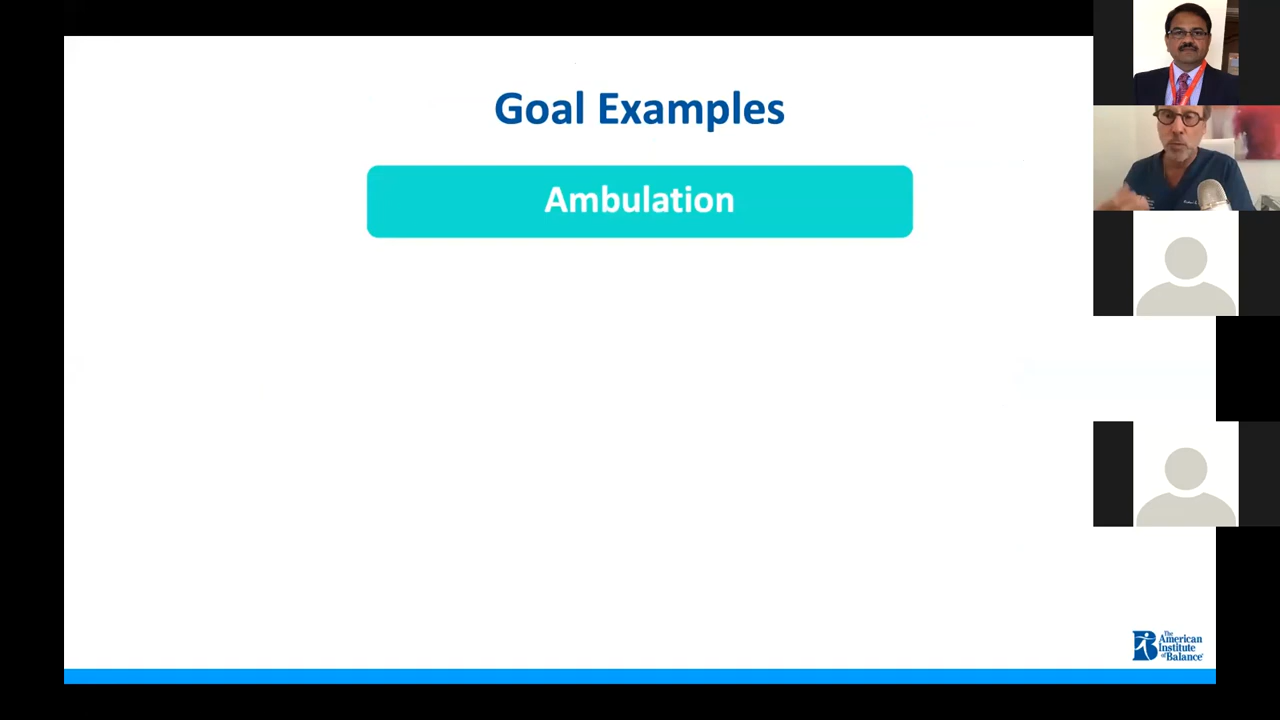 Goal Examples
Ambulation
The
American
Institute
of Balance